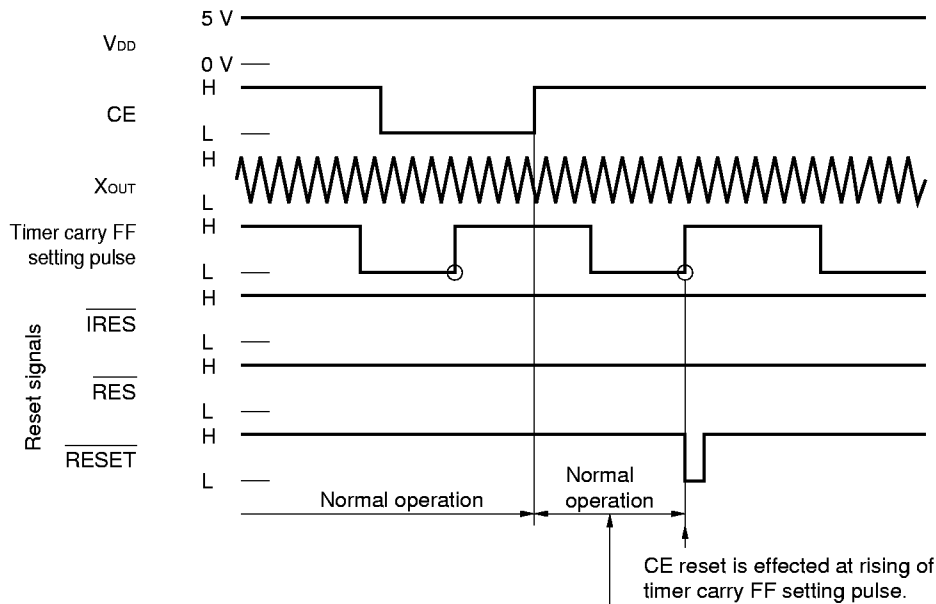 5 V
VDD
0 V
H
CE
L
H
XOUT
L
Timer carry FF
setting pulse
H
L
H
IRES
L
H
RES
L
H
RESET
L
Reset signals
Normal operation
Normal
operation
CE reset is effected at rising of
timer carry FF setting pulse.